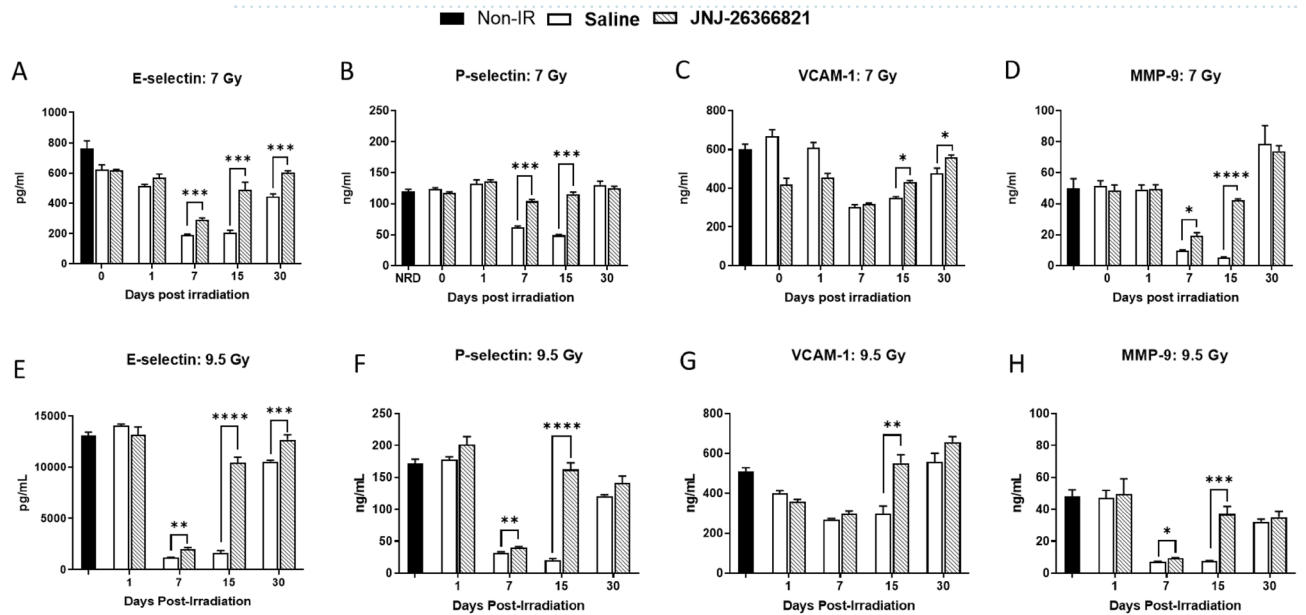 Non-IR Saline JNJ-26366821
A
E-selectin: 7 Gy
pg/ml
1000
800
600
400
200
0
***
***
***
0 1 7 15 30
Days post irradiation
B
P-selectin: 7 Gy
ng/ml
250
200
150
100
50
0
***
***
NRD 0 1 7 15 30
Days post irradiation
C
VCAM-1: 7 Gy
ng/ml
800
600
400
200
0
*
*
0 1 7 15 30
Days post irradiation
D
MMP-9: 7 Gy
ng/ml
100
80
60
40
20
0
*
****
0 1 7 15 30
Days post irradiation
E
E-selectin: 9.5 Gy
pg/mL
15000
10000
5000
0
**
****
***
1 7 15 30
Days Post-Irradiation
F
P-selectin: 9.5 Gy
ng/mL
250
200
150
100
50
0
**
****
1 7 15 30
Days Post-Irradiation
G
VCAM-1: 9.5 Gy
ng/mL
800
600
400
200
0
**
1 7 15 30
Days Post-Irradiation
H
MMP-9: 9.5 Gy
ng/mL
100
80
60
40
20
0
*
***
1 7 15 30
Days Post-Irradiation